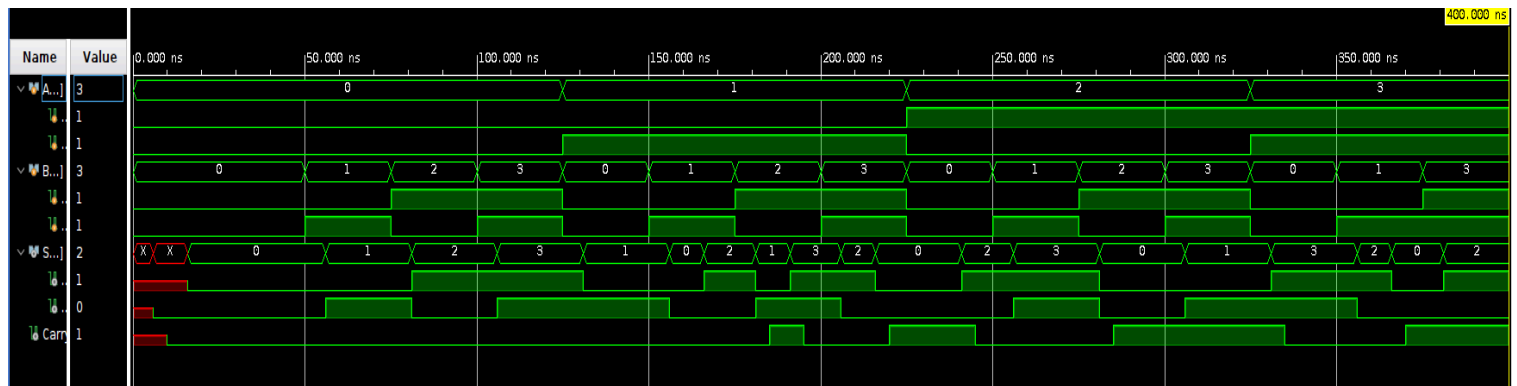 400.000 ns
Name Value 0.000 ns 50.000 ns 100.000 ns 150.000 ns 200.000 ns 250.000 ns 300.000 ns 350.000 ns
A...] 3 0 1 2 3
. 1
. 1
B...] 3 0 1 2 3 0 1 2 3 0 1 2 3 0 1 3
. 1
. 1
S...] 2 X X 0 1 2 3 1 0 2 1 3 2 0 2 3 0 1 3 2 0 2
. 1
. 0
Carry 1